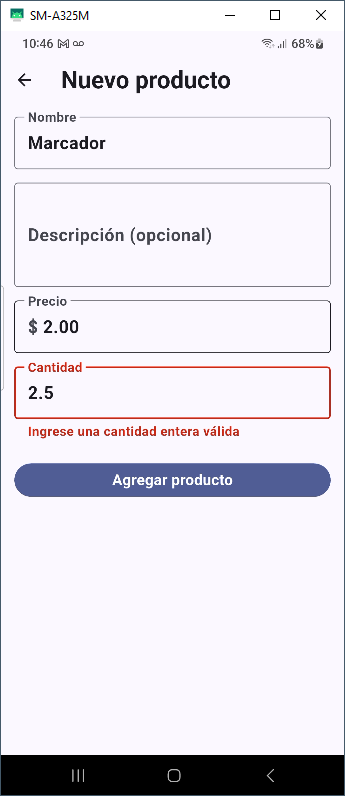 SM-A325M
10:46 68%
Nuevo producto
Nombre
Marcador
Descripción (opcional)
Precio
$ 2.00
Cantidad
2.5
Ingrese una cantidad entera válida
Agregar producto